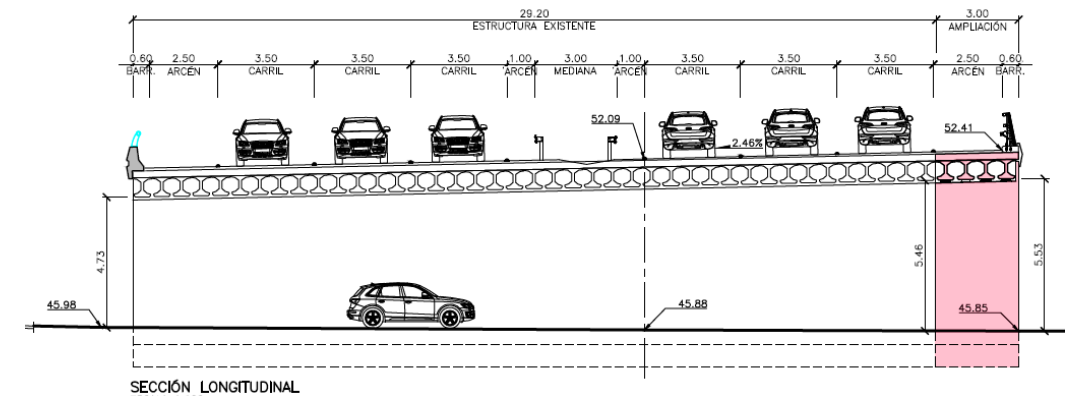 29.20 3.00
ESTRUCTURA EXISTENTE AMPLIACIÓN
0.60 2.50 3.50 3.50 3.50 1.00 3.00 1.00 3.50 3.50 3.50 2.50 0.60
BARR. ARCÉN CARRIL CARRIL CARRIL ARCÉN MEDIANA ARCÉN CARRIL CARRIL CARRIL ARCÉN BARR.
52.09
2.46%
52.41
4.73
5.46
5.53
45.98
45.88
45.85
SECCIÓN LONGITUDINAL